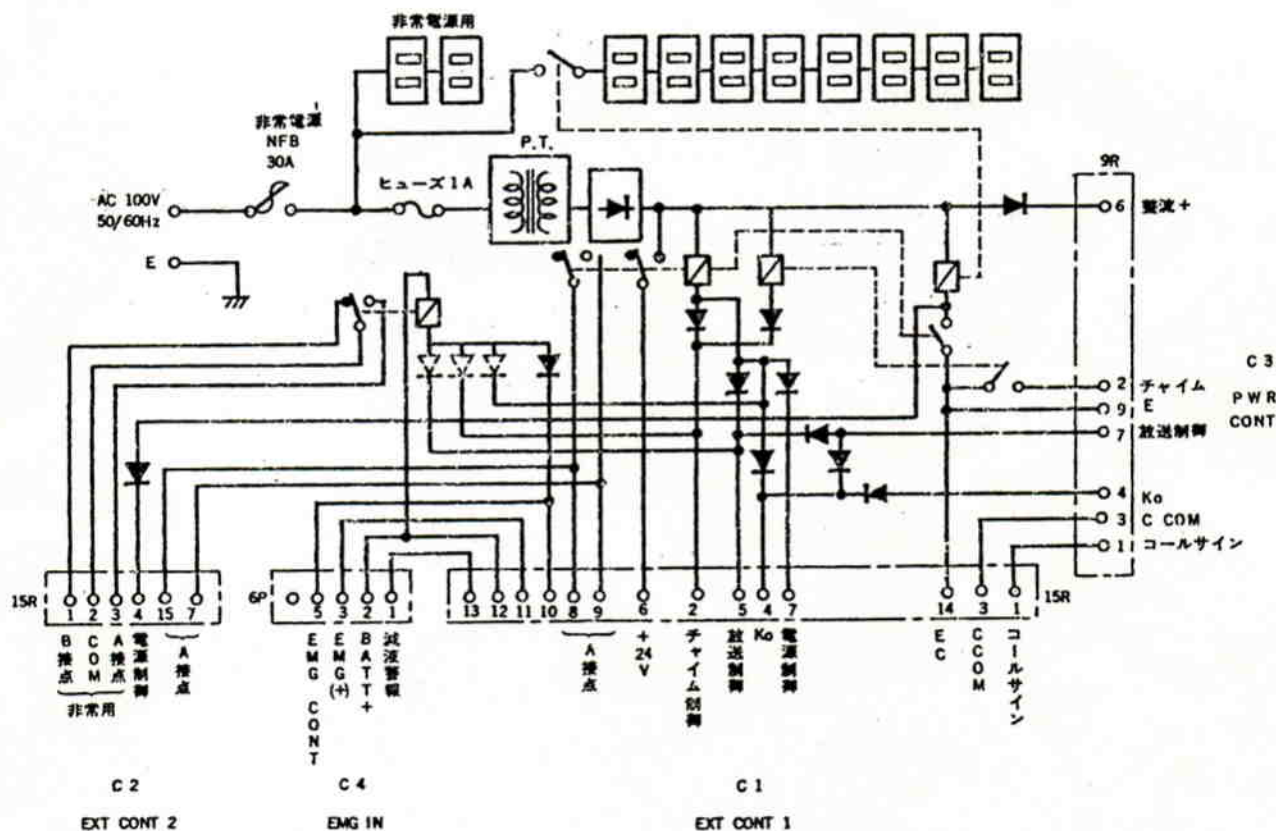 非常電源用
非常電源
NFB
30A
AC 100V
50/60Hz
E
ヒューズ1A
P.T.
9R
6 整流+
2 チャイム
9 E
7 放送制御
4 Ko
3 C COM
1 コールサイン
C 3
PWR
CONT
15R
1 2 3 4 15 7
B接点
COM
A接点
電源制御
A接点
非常用
C 2
EXT CONT 2
6P
5 3 2 1
EMG CONT
EMG(+)
BATT+
減液警報
C 4
EMG IN
13 12 11 10 8 9 6 2 5 4 7 14 3 1
15R
A接点
+24V
チャイム制御
放送制御
Ko
電源制御
EC
CCOM
コールサイン
C 1
EXT CONT 1